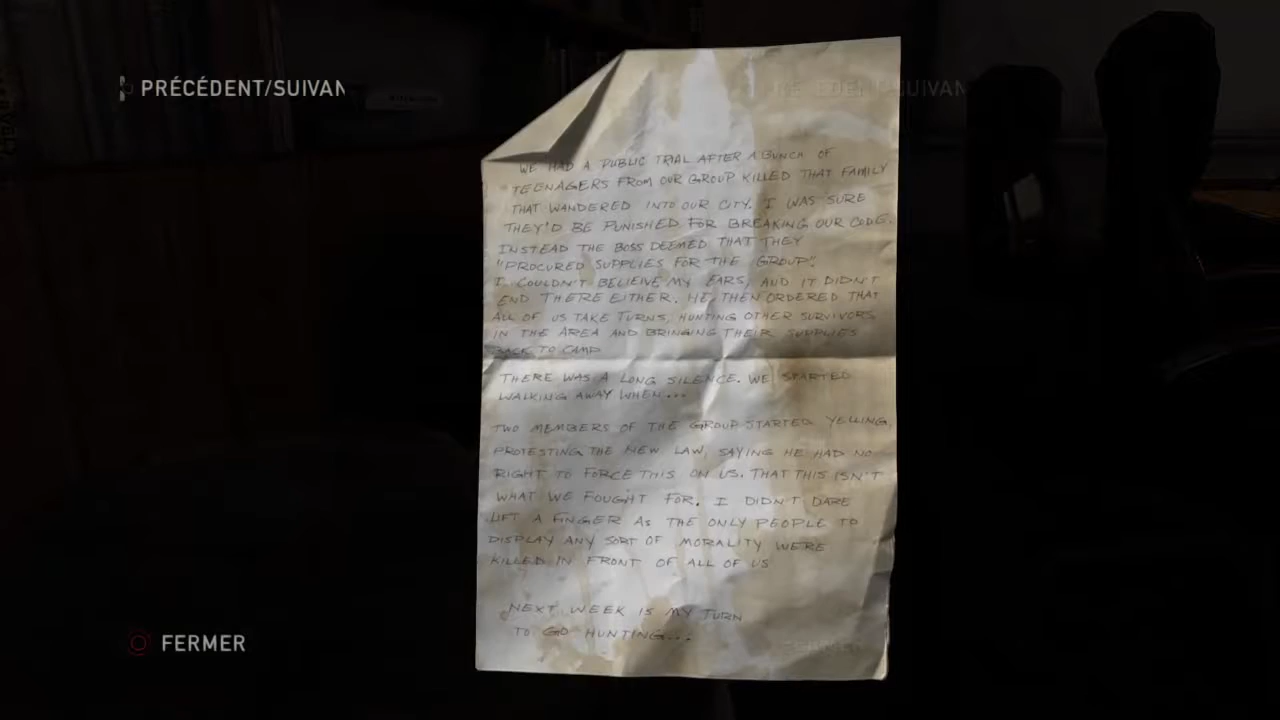 PRÉCÉDENT/SUIVAN
WE HAD A PUBLIC TRIAL AFTER A BUNCH OF
TEENAGERS FROM OUR GROUP KILLED THAT FAMILY
THAT WANDERED INTO OUR CITY. I WAS SURE
THEY'D BE PUNISHED FOR BREAKING OUR CODE.
INSTEAD THE BOSS DEEMED THAT THEY
"PROCURED SUPPLIES FOR THE GROUP".
I COULDN'T BELIEIVE MY EARS, AND IT DIDN'T
END THERE EITHER. HE THEN ORDERED THAT
ALL OF US TAKE TURNS, HUNTING OTHER SURVIVORS
IN THE AREA AND BRINGING THEIR SUPPLIES
BACK TO CAMP
THERE WAS A LONG SILENCE. WE STARTED
WALKING AWAY WHEN...
TWO MEMBERS OF THE GROUP STARTED YELLING,
PROTESTING THE NEW LAW, SAYING HE HAD NO
RIGHT TO FORCE THIS ON US. THAT THIS ISN'T
WHAT WE FOUGHT FOR. I DIDN'T DARE
LIFT A FINGER AS THE ONLY PEOPLE TO
DISPLAY ANY SORT OF MORALITY WERE
KILLED IN FRONT OF ALL OF US
NEXT WEEK IS MY TURN
TO GO HUNTING...
FERMER